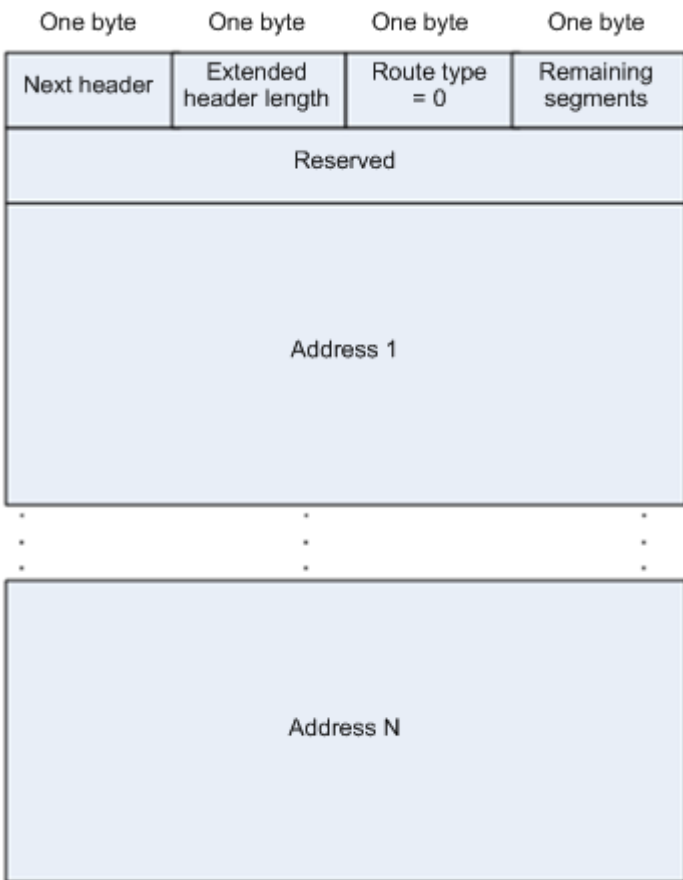 One byte One byte One byte One byte
Next header Extended header length Route type = 0 Remaining segments
Reserved
Address 1
Address N